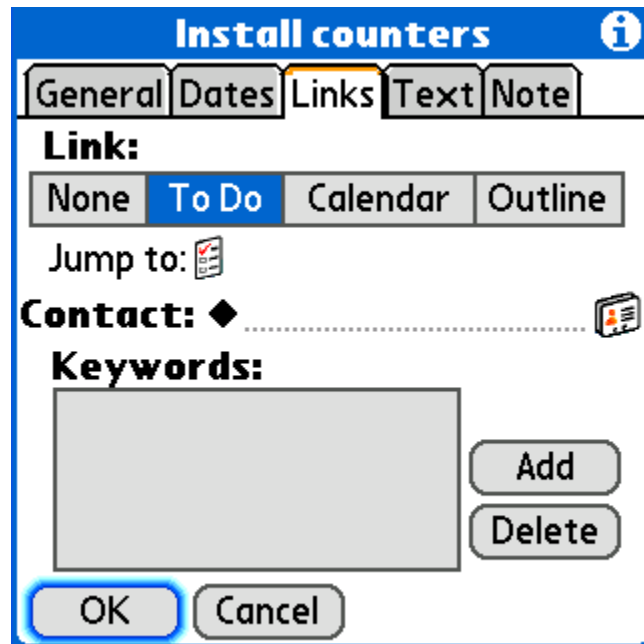 Install counters
General Dates Links Text Note
Link:
None To Do Calendar Outline
Jump to:
Contact:
Keywords:
Add
Delete
OK Cancel